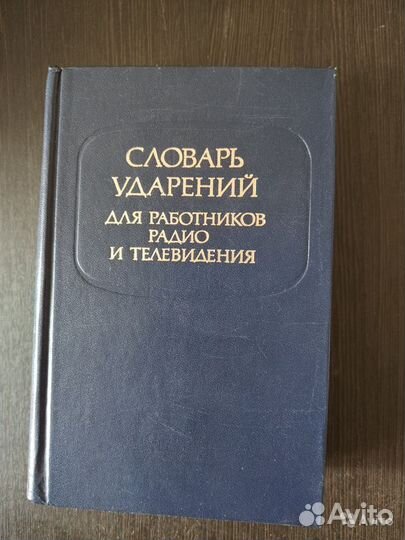 СЛОВАРЬ
УДАРЕНИЙ
ДЛЯ РАБОТНИКОВ
РАДИО
И ТЕЛЕВИДЕНИЯ
Avito